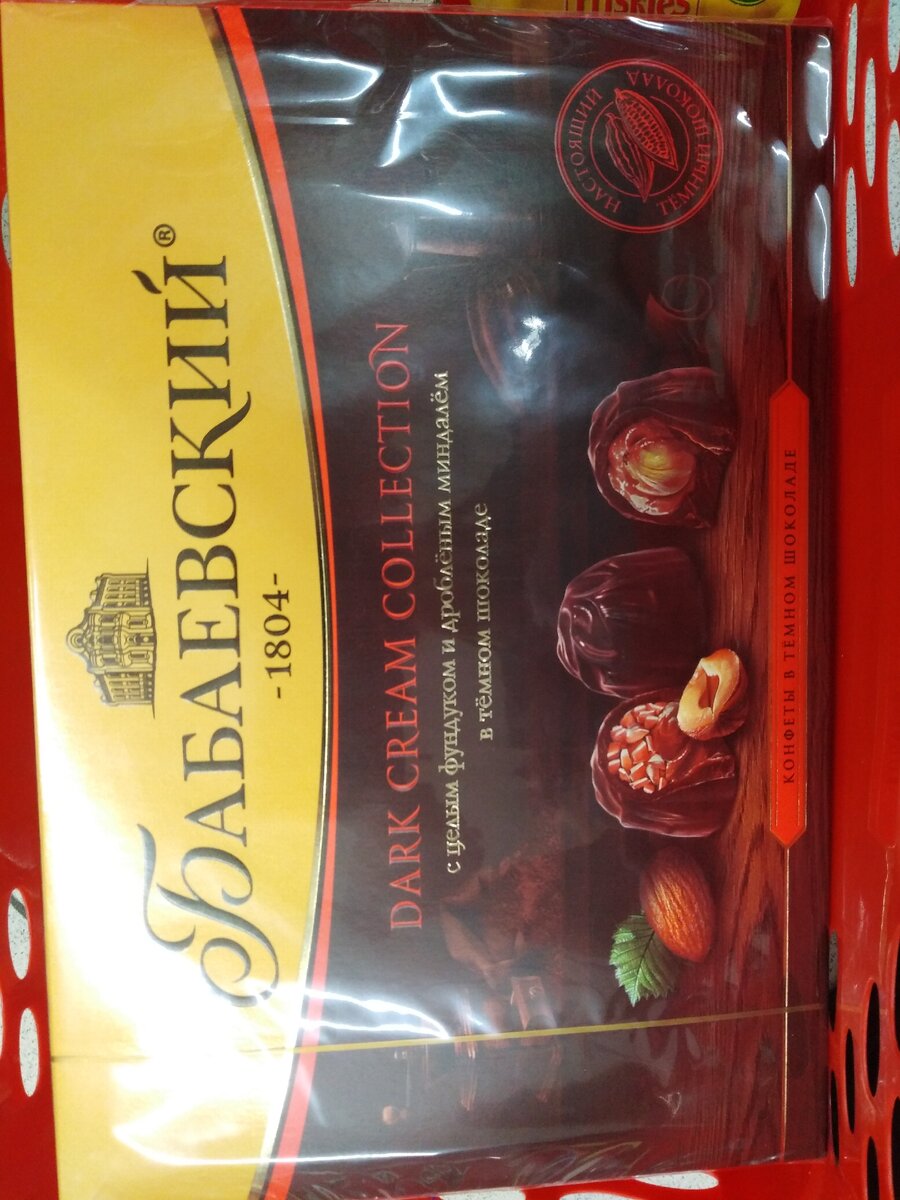 Бабаевский®
-1804-
DARK CREAM COLLECTION
с целым фундуком и дроблёным миндалём
в тёмном шоколаде
НАСТОЯЩИЙ ТЁМНЫЙ ШОКОЛАД
КОНФЕТЫ В ТЁМНОМ ШОКОЛАДЕ